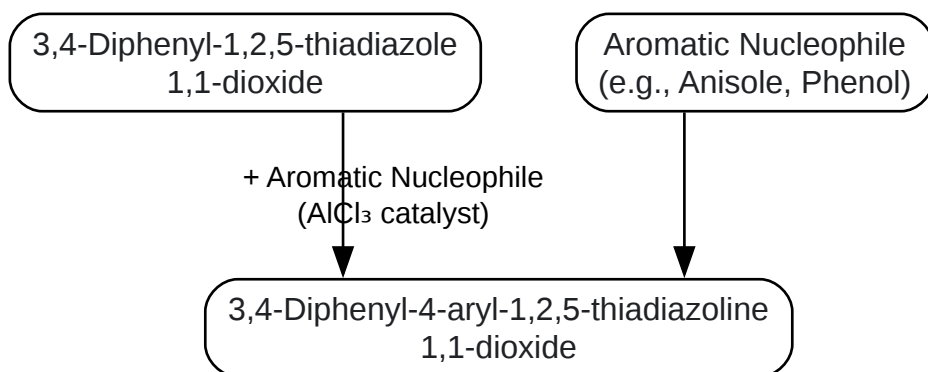 3,4-Diphenyl-1,2,5-thiadiazole
1,1-dioxide
Aromatic Nucleophile
(e.g., Anisole, Phenol)
+ Aromatic Nucleophile
(AlCl₃ catalyst)
3,4-Diphenyl-4-aryl-1,2,5-thiadiazoline
1,1-dioxide